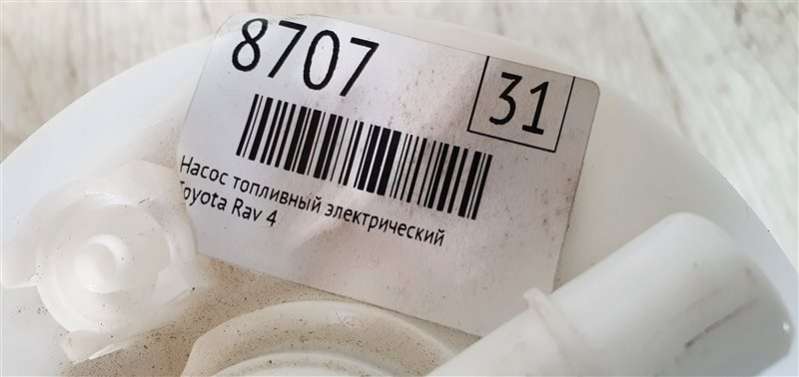 8707
31
Насос топливный электрический
Toyota Rav 4